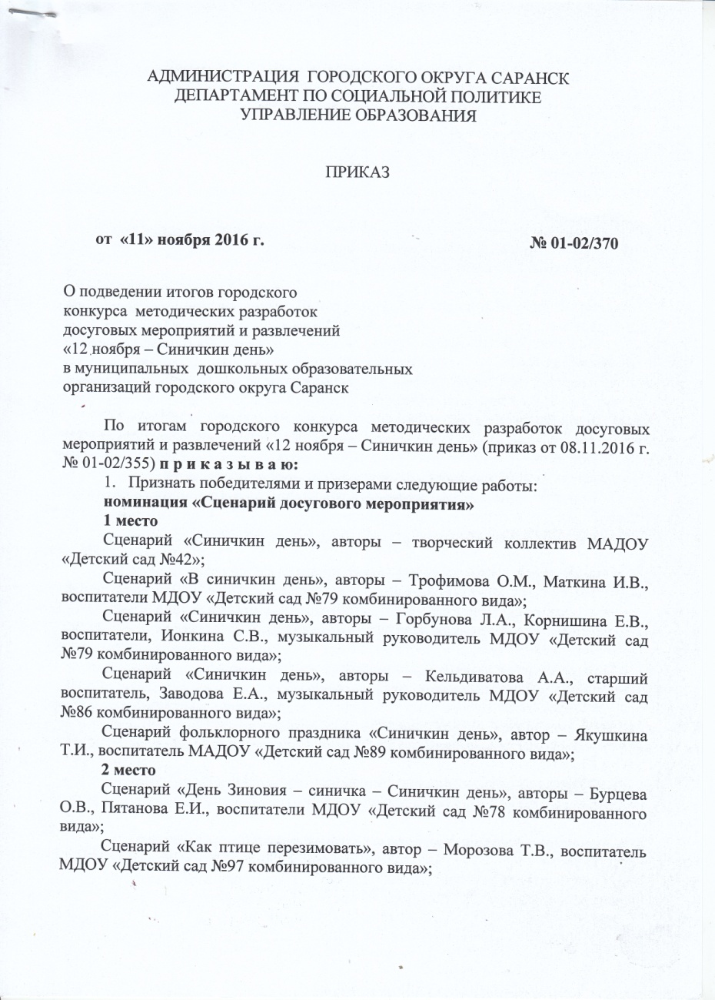 АДМИНИСТРАЦИЯ ГОРОДСКОГО ОКРУГА САРАНСК
ДЕПАРТАМЕНТ ПО СОЦИАЛЬНОЙ ПОЛИТИКЕ
УПРАВЛЕНИЕ ОБРАЗОВАНИЯ
ПРИКАЗ
от «11» ноября 2016 г. № 01-02/370
О подведении итогов городского
конкурса методических разработок
досуговых мероприятий и развлечений
«12 ноября – Синичкин день»
в муниципальных дошкольных образовательных
организаций городского округа Саранск
По итогам городского конкурса методических разработок досуговых
мероприятий и развлечений «12 ноября – Синичкин день» (приказ от 08.11.2016 г.
№ 01-02/355) п р и к а з ы в а ю:
1. Признать победителями и призерами следующие работы:
номинация «Сценарий досугового мероприятия»
1 место
Сценарий «Синичкин день», авторы – творческий коллектив МАДОУ
«Детский сад №42»;
Сценарий «В синичкин день», авторы – Трофимова О.М., Маткина И.В.,
воспитатели МДОУ «Детский сад №79 комбинированного вида»;
Сценарий «Синичкин день», авторы – Горбунова Л.А., Корнишина Е.В.,
воспитатели, Ионкина С.В., музыкальный руководитель МДОУ «Детский сад
№79 комбинированного вида»;
Сценарий «Синичкин день», авторы – Кельдиватова А.А., старший
воспитатель, Заводова Е.А., музыкальный руководитель МДОУ «Детский сад
№86 комбинированного вида»;
Сценарий фольклорного праздника «Синичкин день», автор – Якушкина
Т.И., воспитатель МАДОУ «Детский сад №89 комбинированного вида»;
2 место
Сценарий «День Зиновия – синичка – Синичкин день», авторы – Бурцева
О.В., Пятанова Е.И., воспитатели МДОУ «Детский сад №78 комбинированного
вида»;
Сценарий «Как птице перезимовать», автор – Морозова Т.В., воспитатель
МДОУ «Детский сад №97 комбинированного вида»;